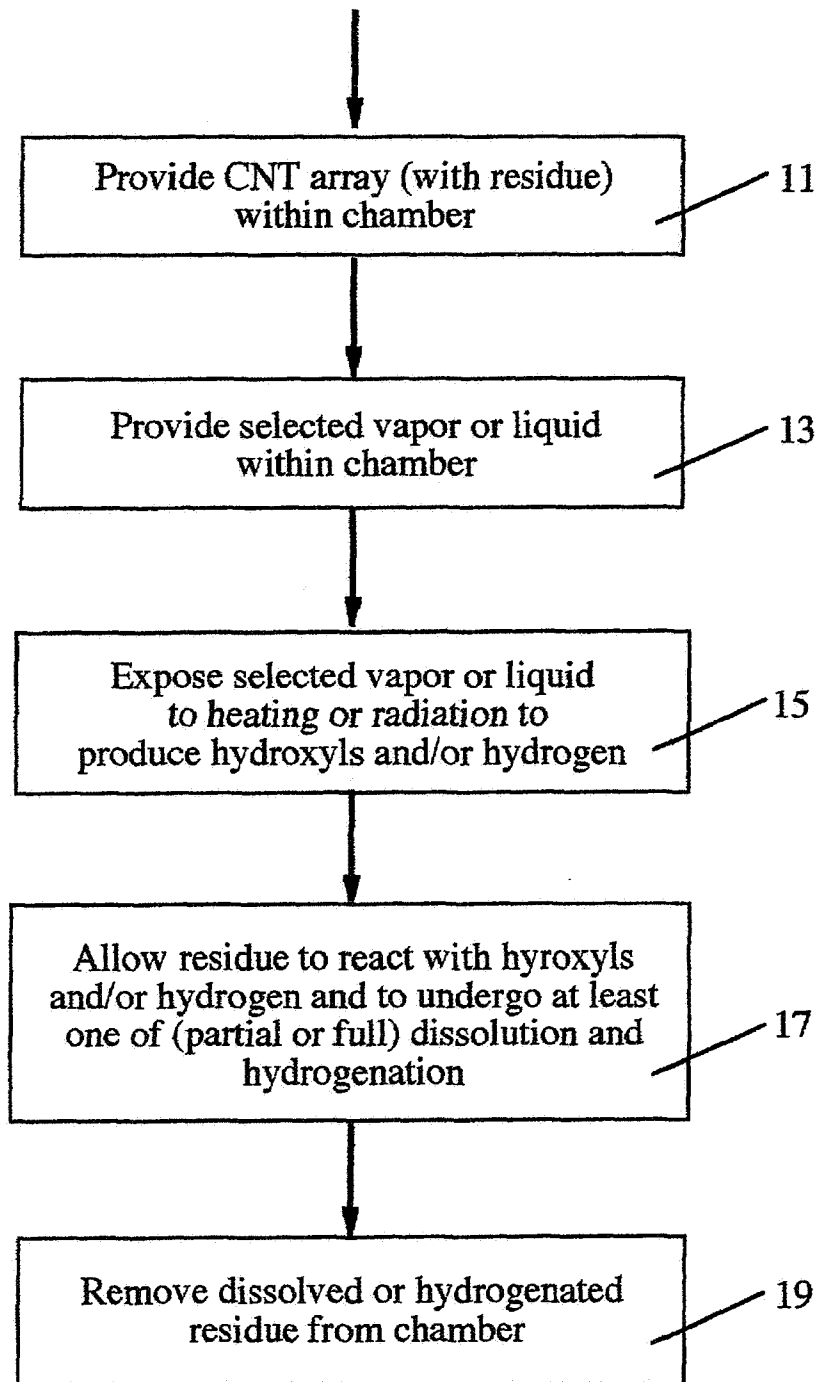 Provide CNT array (with residue)
within chamber
11
Provide selected vapor or liquid
within chamber
13
Expose selected vapor or liquid
to heating or radiation to
produce hydroxyls and/or hydrogen
15
Allow residue to react with hyroxyls
and/or hydrogen and to undergo at least
one of (partial or full) dissolution and
hydrogenation
17
Remove dissolved or hydrogenated
residue from chamber
19